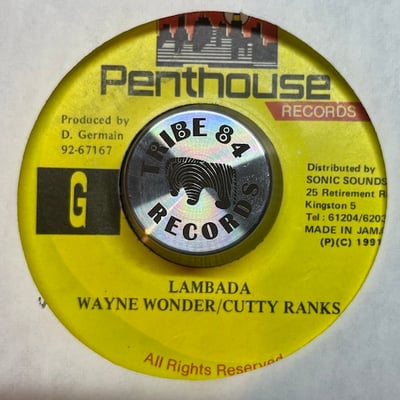 Penthouse
RECORDS
Produced by
D. Germain
92-67167
G
TRIBE 84
RECORDS
Distributed by
SONIC SOUNDS
25 Retirement
Kingston 5
Tel: 61204/6203
MADE IN
(P)(C) 1991
LAMBADA
WAYNE WONDER/CUTTY RANKS
All Rights Reserved